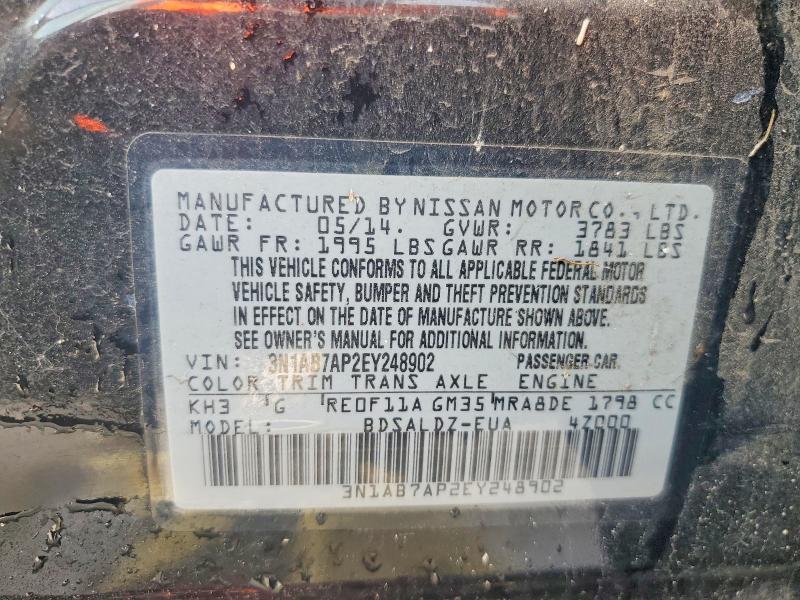 MANUFACTURED BY NISSAN MOTOR CO., LTD.
DATE: 05/14. GVWR: 3783 LBS
GAWR FR: 1995 LBS GAWR RR: 1841 LBS
THIS VEHICLE CONFORMS TO ALL APPLICABLE FEDERAL MOTOR
VEHICLE SAFETY, BUMPER AND THEFT PREVENTION STANDARDS
IN EFFECT ON THE DATE OF MANUFACTURE SHOWN ABOVE.
SEE OWNER'S MANUAL FOR ADDITIONAL INFORMATION.
VIN: 3N1AB7AP2EY248902 PASSENGER CAR.
COLOR TRIM TRANS AXLE ENGINE
KH3 G RE0F11A GM35 MRA8DE 1798 CC
MODEL: BDSALDZ-EUA 4Z000
3N1AB7AP2EY248902